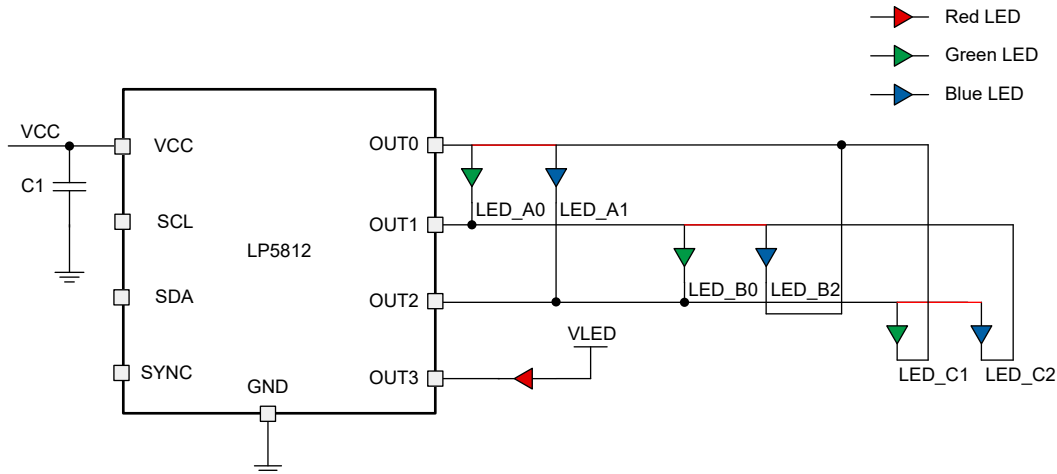 Red LED
Green LED
Blue LED
VCC
C1
VCC
SCL
SDA
SYNC
LP5812
GND
OUT0
OUT1
OUT2
OUT3
LED_A0
LED_A1
LED_B0
LED_B2
VLED
LED_C1
LED_C2